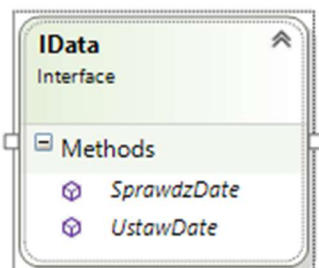 IData
Interface
Methods
SprawdzDate
UstawDate